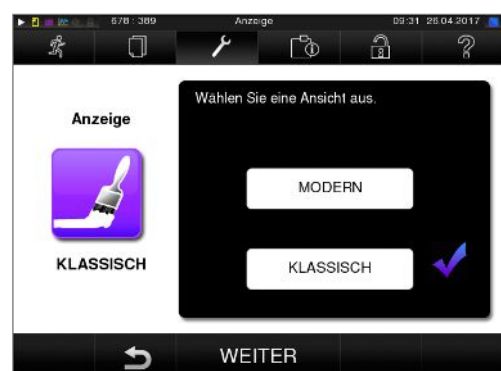 678 : 389 Anzeige 09:31 26.04.2017
Wählen Sie eine Ansicht aus.
Anzeige
MODERN
KLASSISCH
KLASSISCH
WEITER